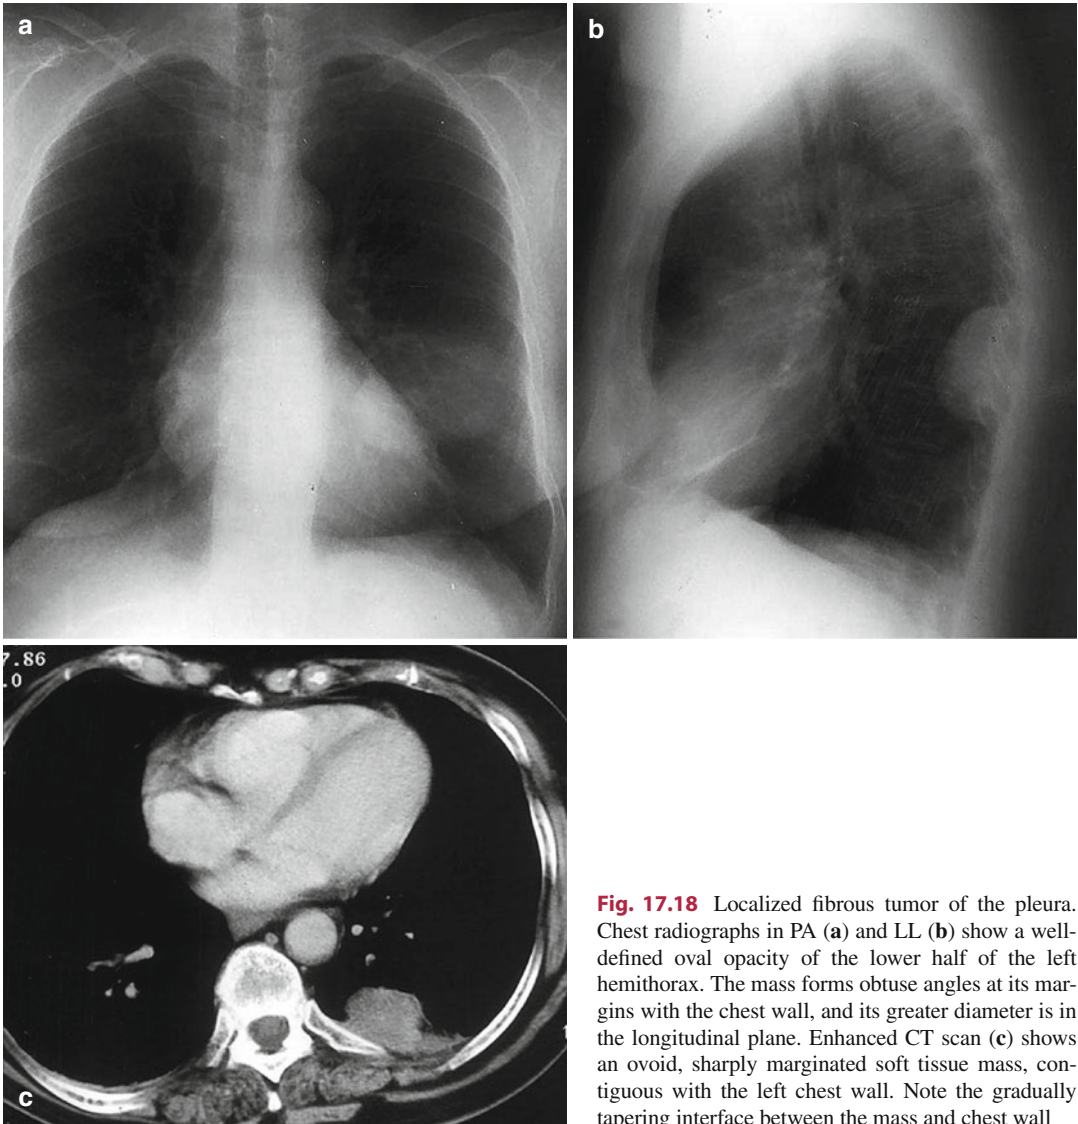 a
b
7.86
.0
c
Fig. 17.18 Localized fibrous tumor of the pleura.
Chest radiographs in PA (a) and LL (b) show a well-
defined oval opacity of the lower half of the left
hemithorax. The mass forms obtuse angles at its mar-
gins with the chest wall, and its greater diameter is in
the longitudinal plane. Enhanced CT scan (c) shows
an ovoid, sharply marginated soft tissue mass, con-
tiguous with the left chest wall. Note the gradually
tapering interface between the mass and chest wall